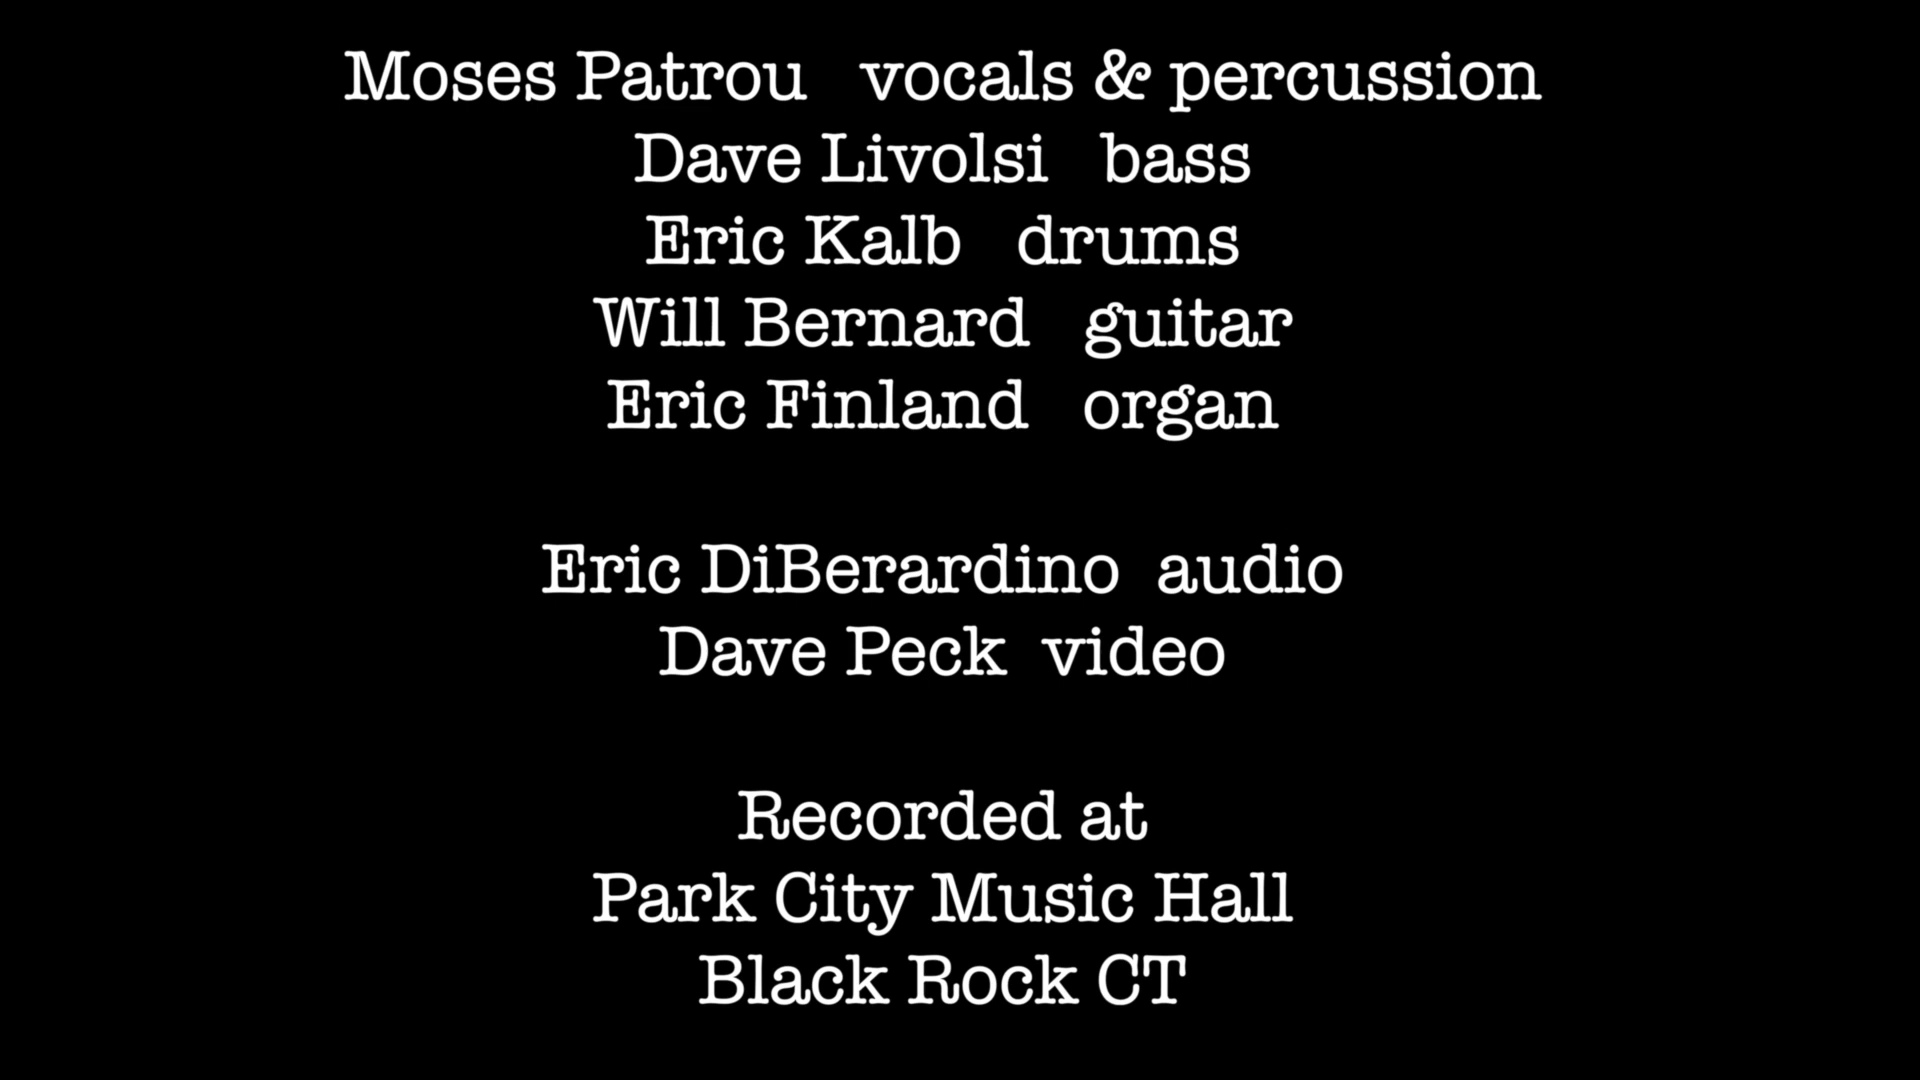 Moses Patrou vocals & percussion
Dave Livolsi bass
Eric Kalb drums
Will Bernard guitar
Eric Finland organ
Eric DiBerardino audio
Dave Peck video
Recorded at
Park City Music Hall
Black Rock CT